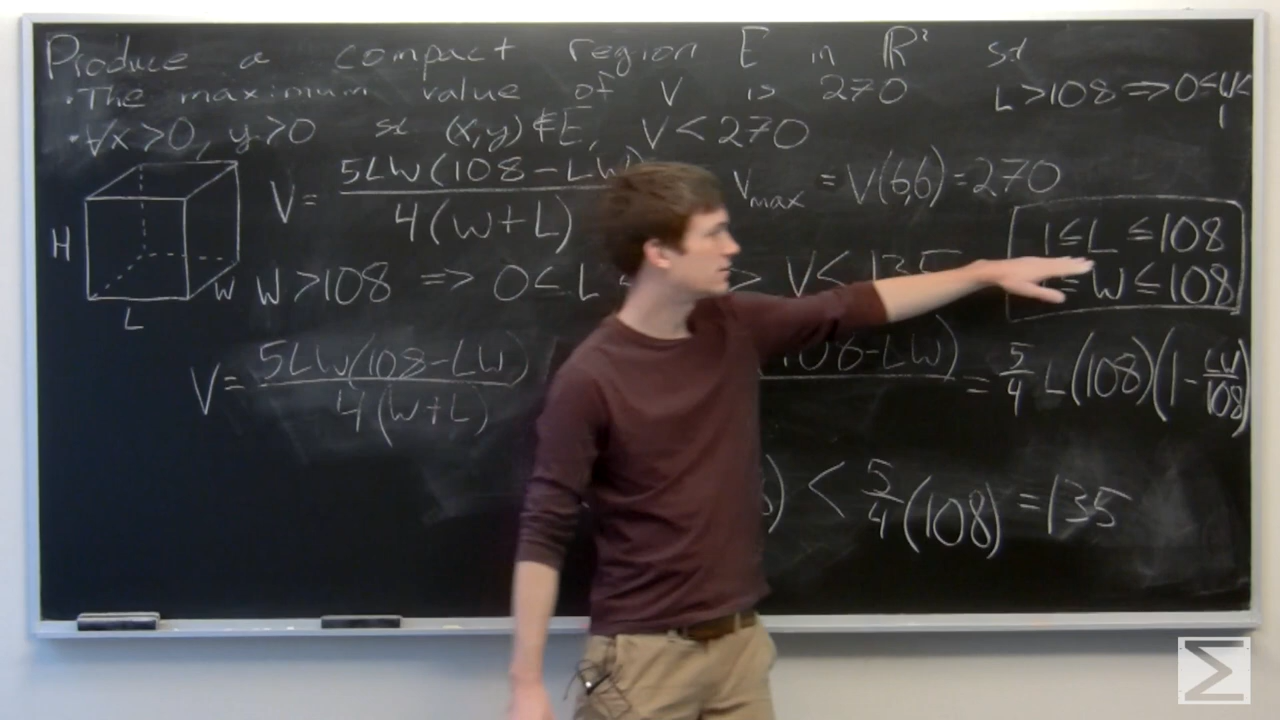 Produce a compact region E in ℝ² st
· The maximum value of V is 270
L > 108 ⇒ 0 < W < 1
· ∀x > 0, y > 0 st (x,y) ∉ E, V < 270
V = 5LW(108 - LW) / 4(W+L)
V_max = V(6,6) = 270
1 ≤ L ≤ 108
≤ W ≤ 108
H
W
L
W > 108 ⇒ 0 < L > V < 135
V = 5LW(108-LW) / 4(W+L)
108-LW) = 5/4 L(108)(1 - LW/108)
) < 5/4 (108) = 135
Σ